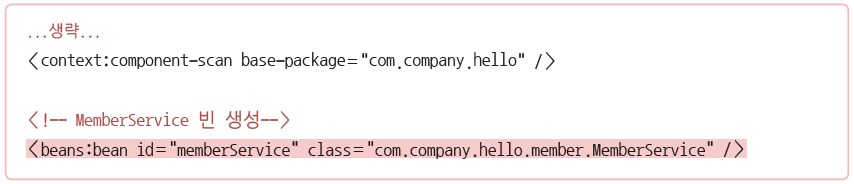 ...생략...
<context:component-scan base-package="com.company.hello" />
<!-- MemberService 빈 생성-->
<beans:bean id="memberService" class="com.company.hello.member.MemberService" />